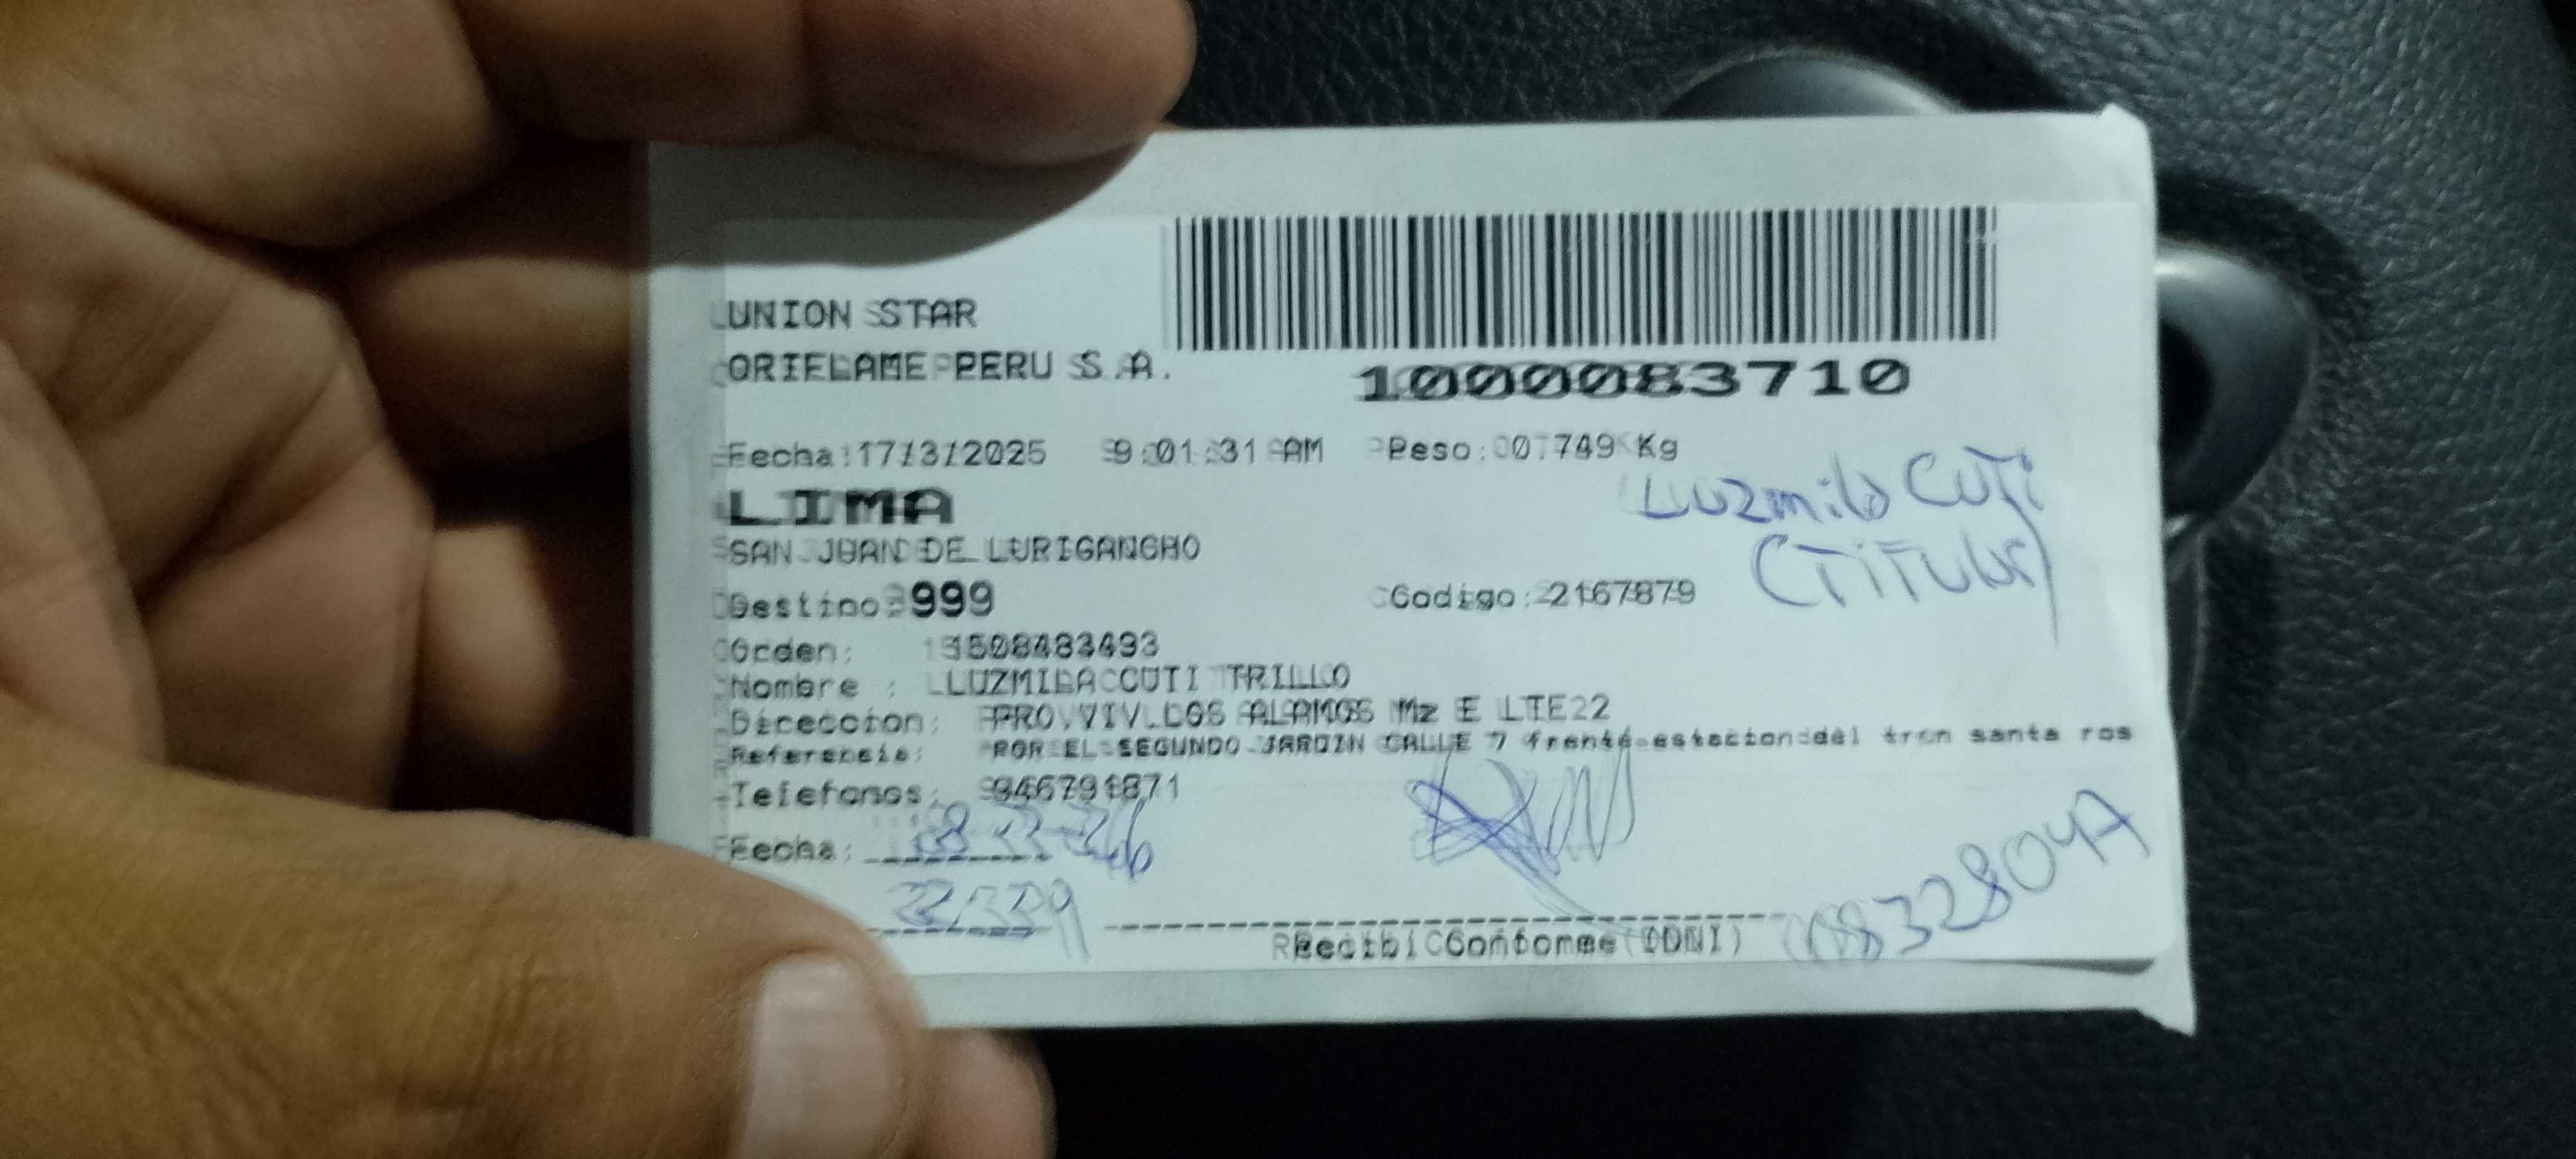 UNION STAR
ORIFLAME PERU S.A.
1000083710
Fecha:17/3/2025 9:01:31 AM Peso: 0.749 Kg
LIMA
SAN JUAN DE LURIGANCHO
Luzmila CUTi
(TiTular)
Destino: 999 Codigo: 2167879
Orden: 1508483493
Nombre : LUZMILA CUTI TRILLO
Direccion: PRO.VIV.LOS ALAMOS Mz E LTE22
Referencia: POR EL SEGUNDO JARDIN CALLE 7 frente estacion del tren santa ros
Telefonos: 946791871
Fecha:
Recibi Conforme (DNI)